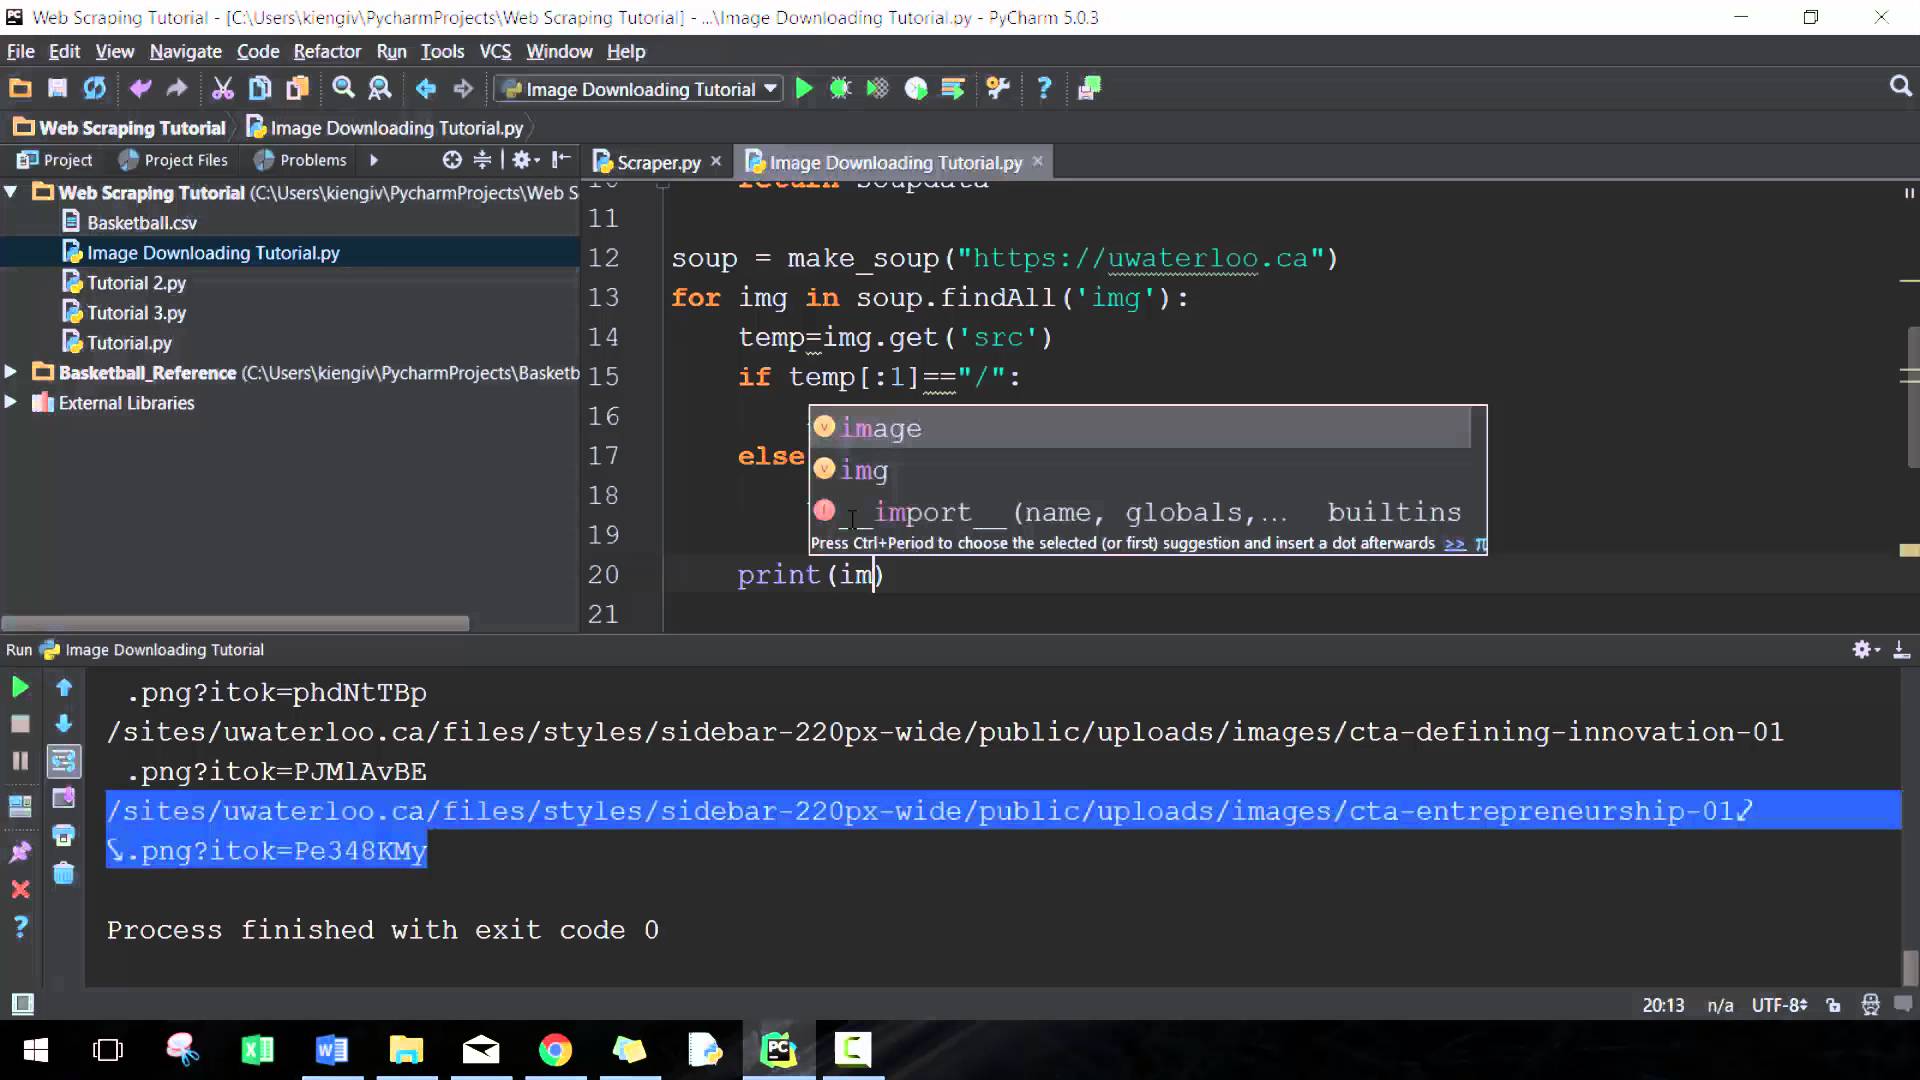 Web Scraping Tutorial - [C:\Users\kiengiv\PycharmProjects\Web Scraping Tutorial] - ...\Image Downloading Tutorial.py - PyCharm 5.0.3
File Edit View Navigate Code Refactor Run Tools VCS Window Help
Image Downloading Tutorial
Web Scraping Tutorial Image Downloading Tutorial.py
Project Project Files Problems
Scraper.py Image Downloading Tutorial.py
Web Scraping Tutorial (C:\Users\kiengiv\PycharmProjects\Web S
Basketball.csv
Image Downloading Tutorial.py
Tutorial 2.py
Tutorial 3.py
Tutorial.py
Basketball_Reference (C:\Users\kiengiv\PycharmProjects\Basketb
External Libraries
10 return soupdata
11
12 soup = make_soup("https://uwaterloo.ca")
13 for img in soup.findAll('img'):
14 temp=img.get('src')
15 if temp[:1]=="/":
16
17 else
18
19
20 print(im)
21
image
img
__import__(name, globals,... builtins
Press Ctrl+Period to choose the selected (or first) suggestion and insert a dot afterwards >> π
Run Image Downloading Tutorial
.png?itok=phdNtTBp
/sites/uwaterloo.ca/files/styles/sidebar-220px-wide/public/uploads/images/cta-defining-innovation-01
.png?itok=PJMlAvBE
/sites/uwaterloo.ca/files/styles/sidebar-220px-wide/public/uploads/images/cta-entrepreneurship-01
.png?itok=Pe348KMy
Process finished with exit code 0
20:13 n/a UTF-8